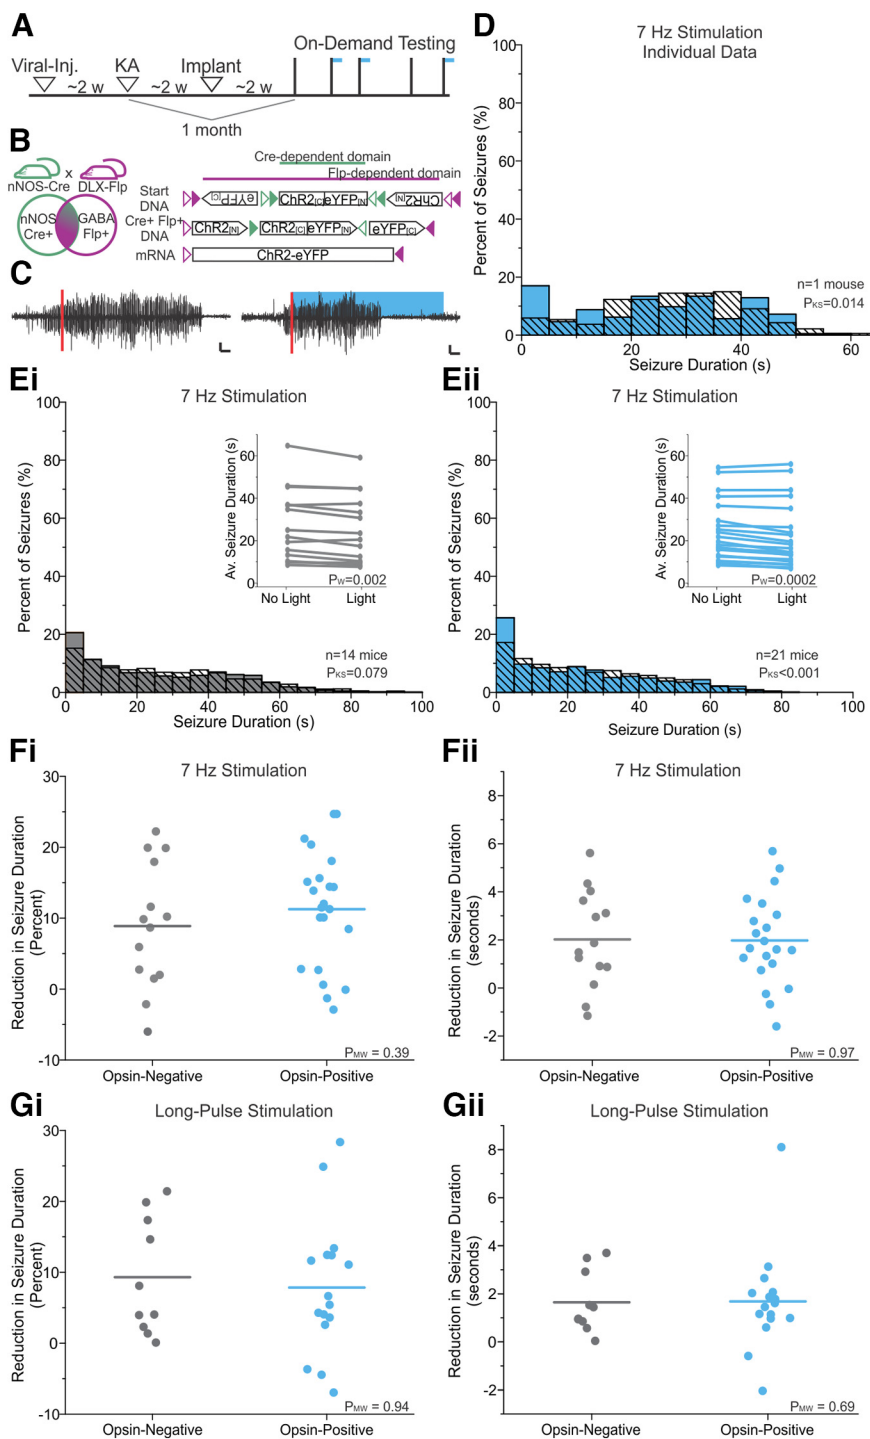 A
On-Demand Testing
Viral-Inj.
KA
Implant
~2 w
~2 w
~2 w
1 month
B
nNOS-Cre
x
DLX-Flp
nNOS
Cre+
GABA
Flp+
Cre-dependent domain
Flp-dependent domain
Start
DNA
eYFP[C]
ChR2[C]
eYFP[N]
ChR2[N]
Cre+ Flp+
DNA
ChR2[N]
ChR2[C]
eYFP[N]
eYFP[C]
mRNA
ChR2-eYFP
C
D
7 Hz Stimulation
Individual Data
Percent of Seizures (%)
100
80
60
40
20
0
n=1 mouse
PKS=0.014
0
20
40
60
Seizure Duration (s)
Ei
7 Hz Stimulation
Percent of Seizures (%)
100
80
60
40
20
0
Av. Seizure Duration (s)
60
40
20
0
PW=0.002
No Light
Light
n=14 mice
PKS=0.079
0
20
40
60
80
100
Seizure Duration (s)
Eii
7 Hz Stimulation
Percent of Seizures (%)
100
80
60
40
20
0
Av. Seizure Duration (s)
60
40
20
0
PW=0.0002
No Light
Light
n=21 mice
PKS<0.001
0
20
40
60
80
100
Seizure Duration (s)
Fi
7 Hz Stimulation
Reduction in Seizure Duration
(Percent)
30
20
10
0
-10
PMW = 0.39
Opsin-Negative
Opsin-Positive
Fii
7 Hz Stimulation
Reduction in Seizure Duration
(seconds)
8
6
4
2
0
-2
PMW = 0.97
Opsin-Negative
Opsin-Positive
Gi
Long-Pulse Stimulation
Reduction in Seizure Duration
(Percent)
30
20
10
0
-10
PMW = 0.94
Opsin-Negative
Opsin-Positive
Gii
Long-Pulse Stimulation
Reduction in Seizure Duration
(seconds)
8
6
4
2
0
-2
PMW = 0.69
Opsin-Negative
Opsin-Positive